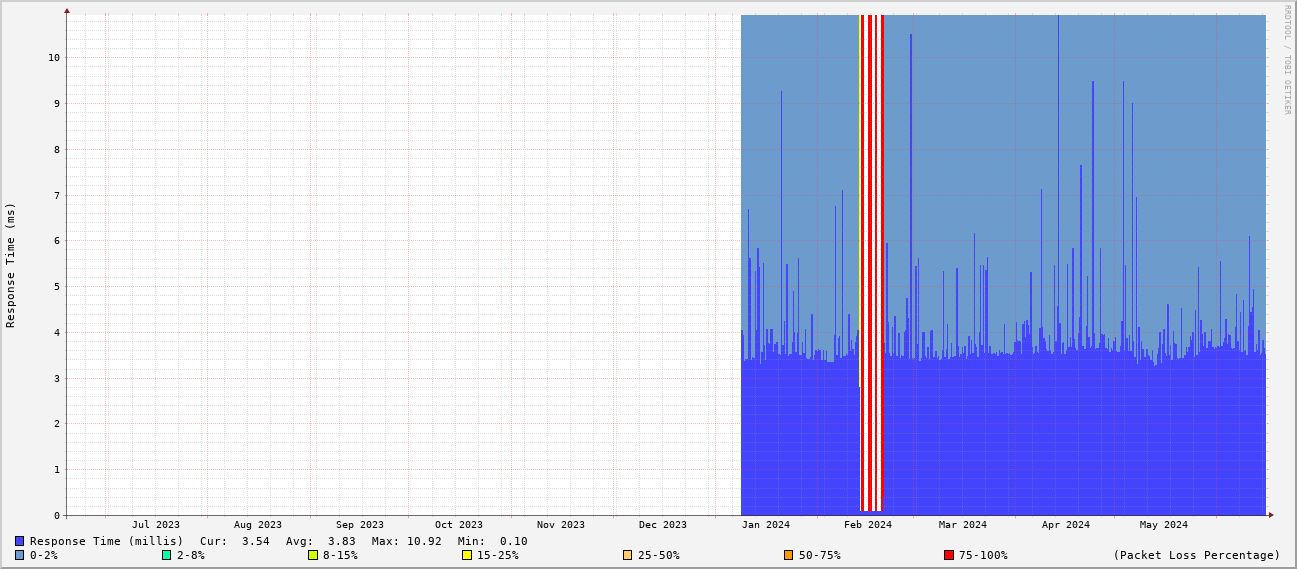 RRDTOOL / TOBI OETIKER
Response Time (ms)
10
9
8
7
6
5
4
3
2
1
0
Jul 2023 Aug 2023 Sep 2023 Oct 2023 Nov 2023 Dec 2023 Jan 2024 Feb 2024 Mar 2024 Apr 2024 May 2024
Response Time (millis) Cur: 3.54 Avg: 3.83 Max: 10.92 Min: 0.10
0-2% 2-8% 8-15% 15-25% 25-50% 50-75% 75-100% (Packet Loss Percentage)